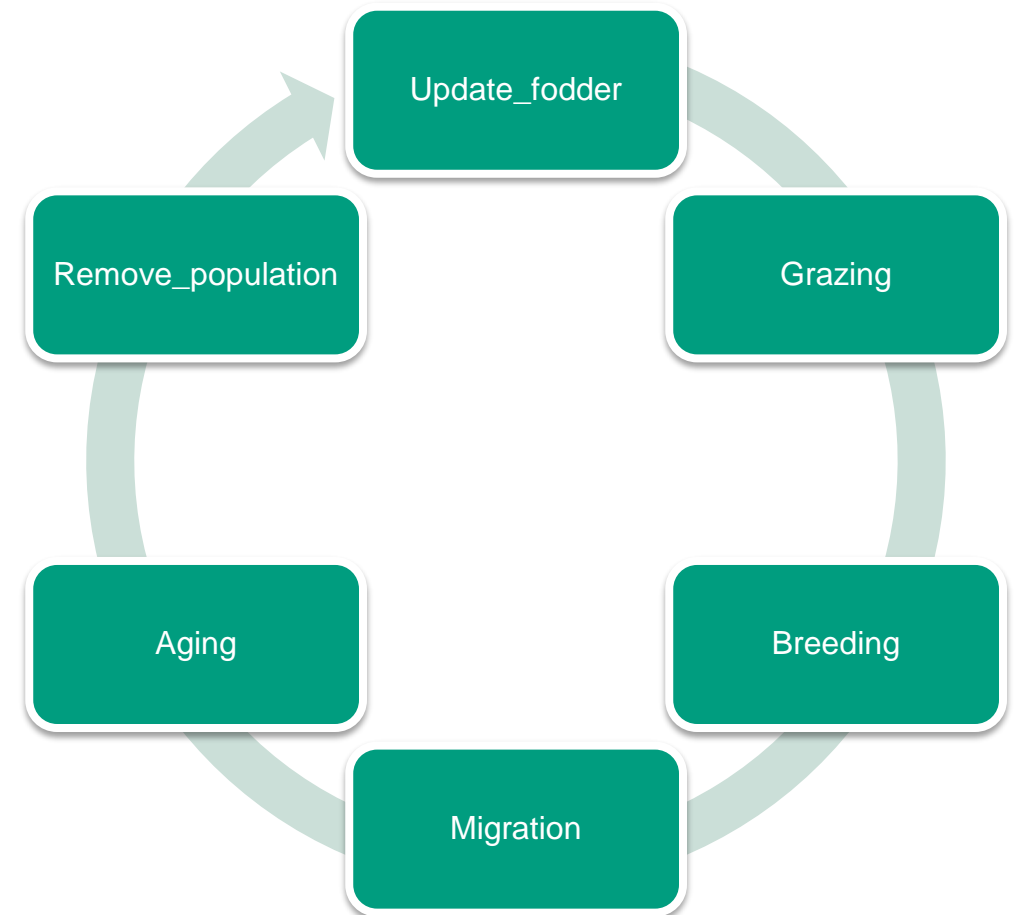 Update_fodder
Grazing
Breeding
Migration
Aging
Remove_population